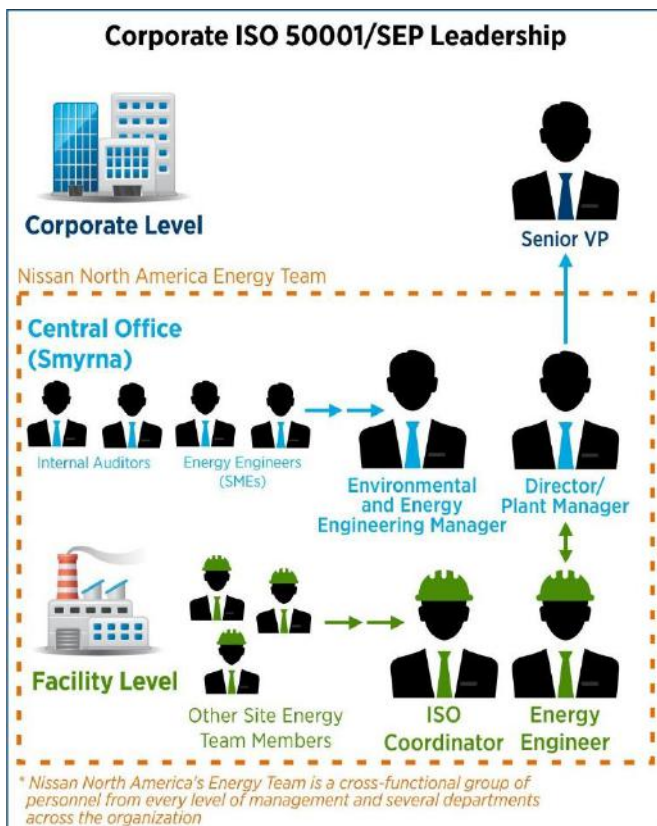 Corporate ISO 50001/SEP Leadership
Corporate Level
Senior VP
Nissan North America Energy Team
Central Office
(Smyrna)
Internal Auditors
Energy Engineers
(SMEs)
Environmental
and Energy
Engineering Manager
Director/
Plant Manager
Facility Level
Other Site Energy
Team Members
ISO
Coordinator
Energy
Engineer
* Nissan North America's Energy Team is a cross-functional group of
personnel from every level of management and several departments
across the organization